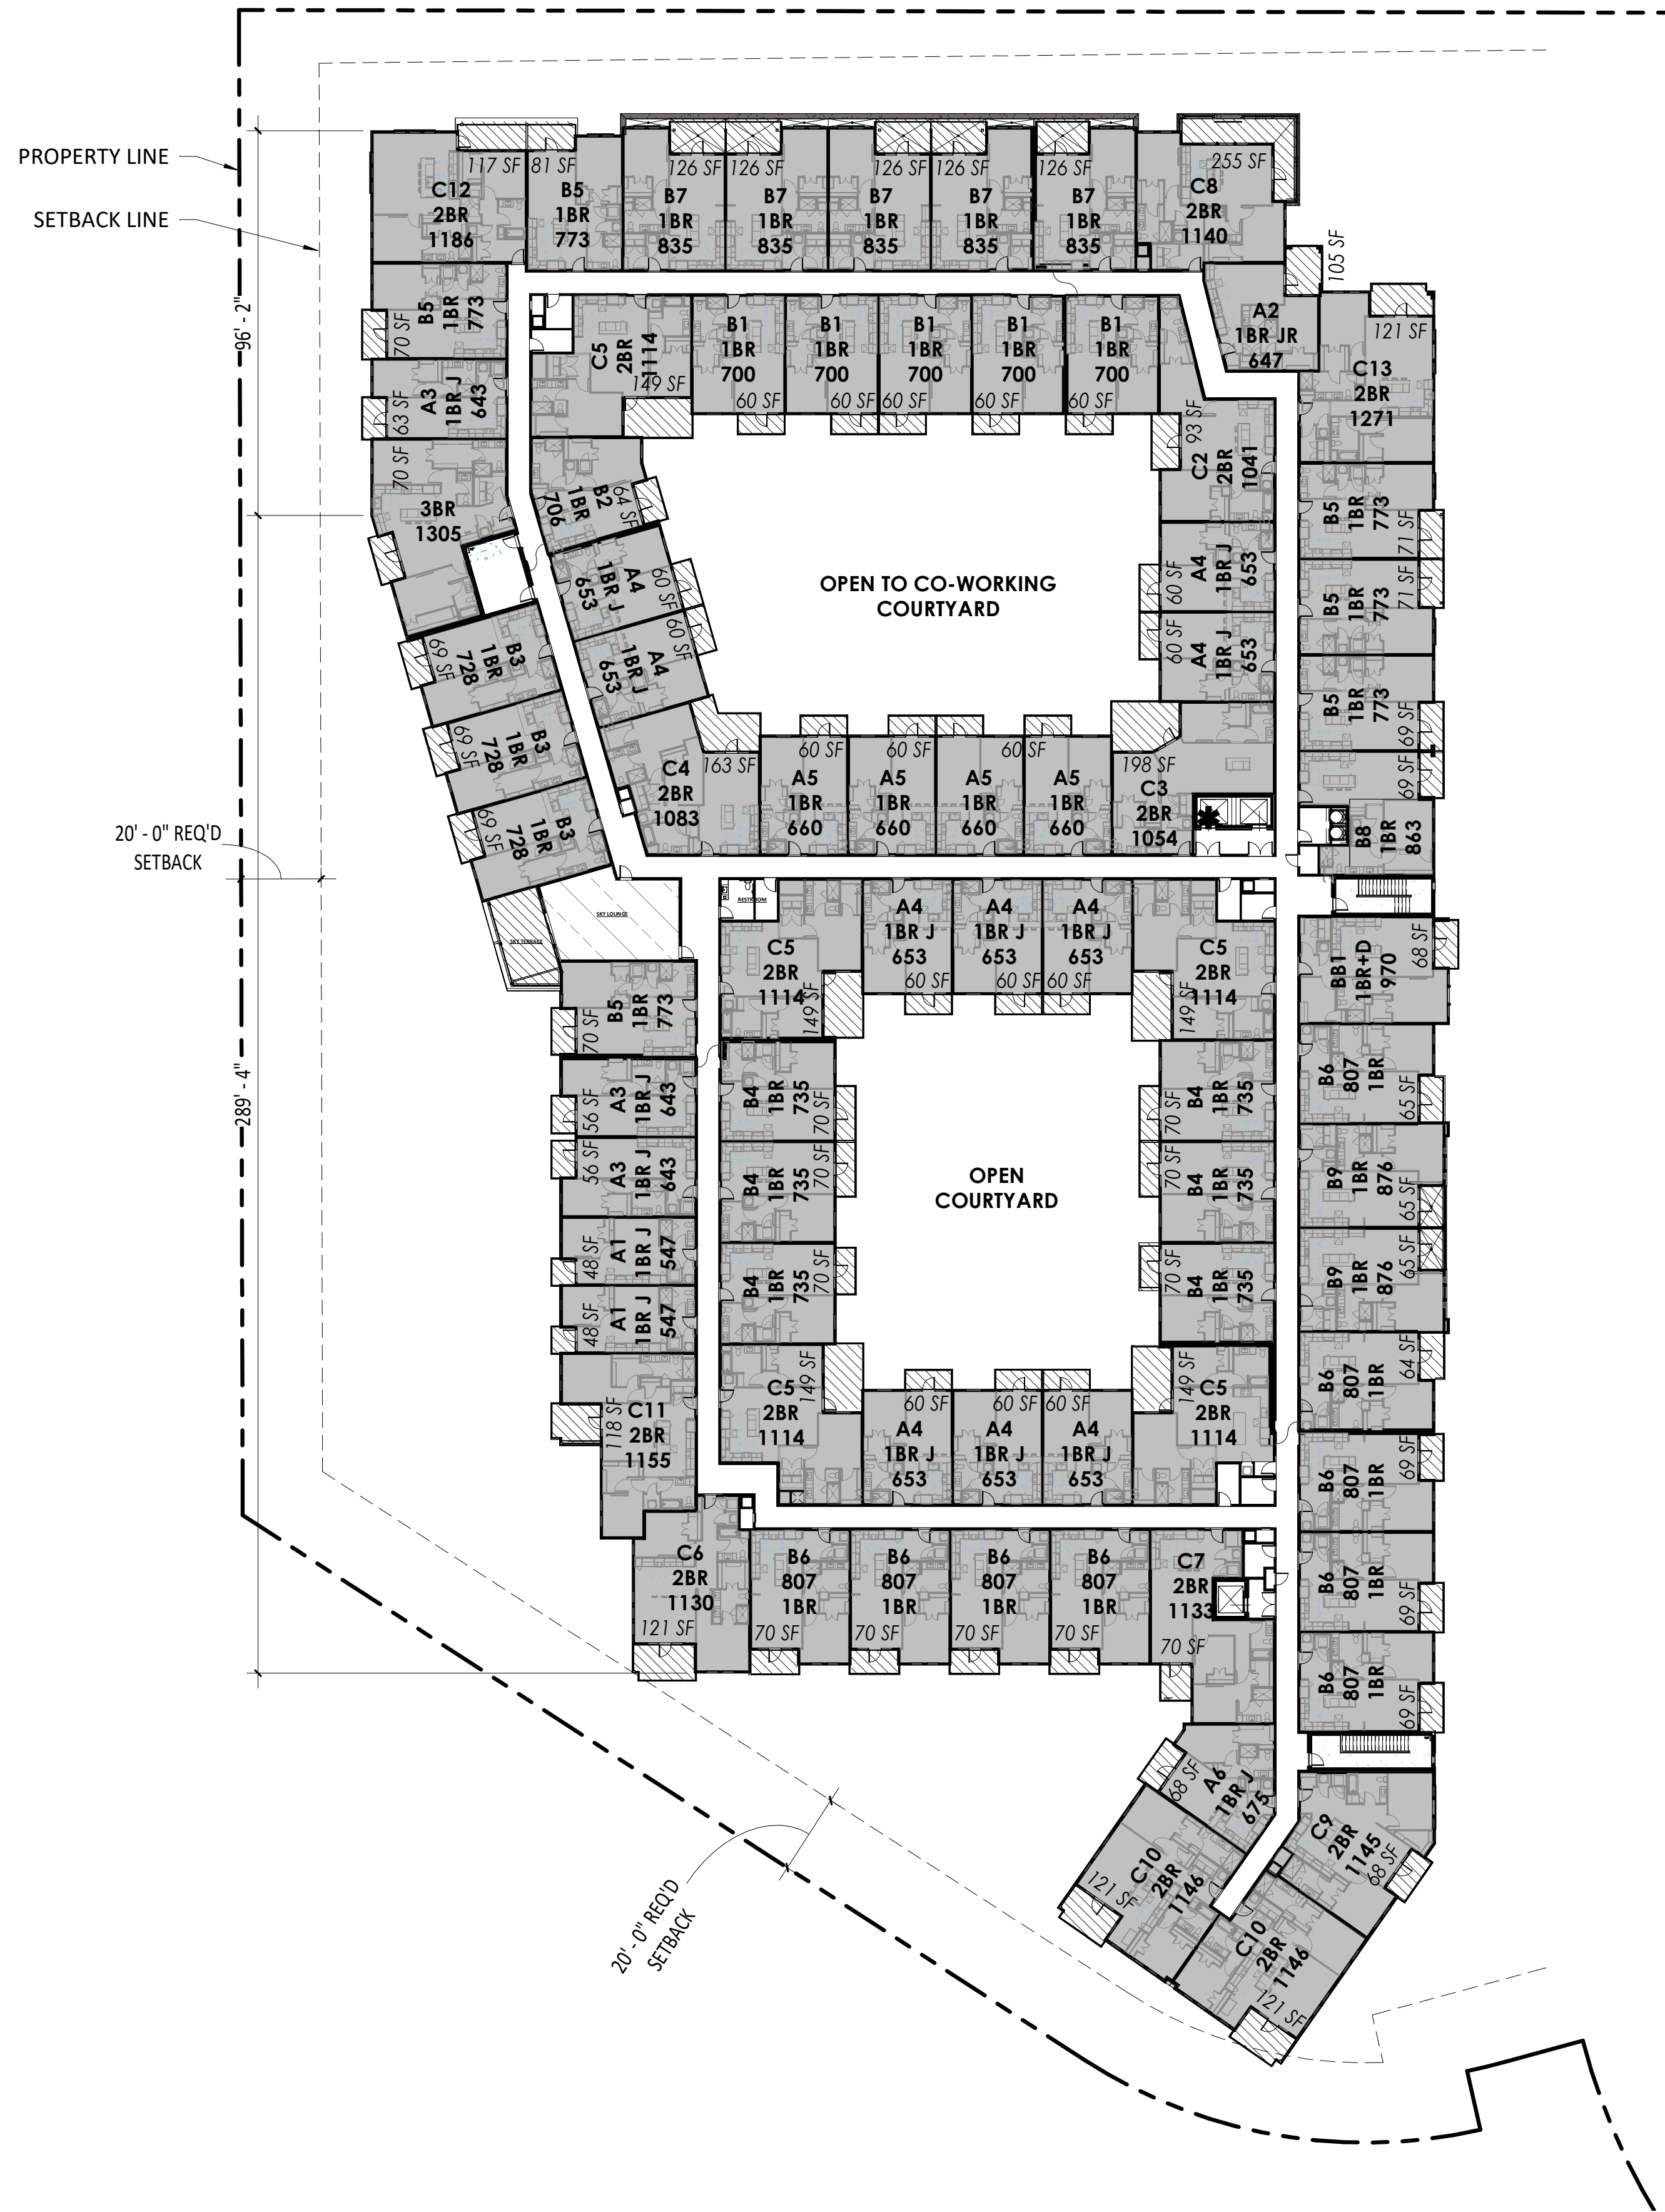 PROPERTY LINE
SETBACK LINE
96' - 2"
20' - 0" REQ'D
SETBACK
289' - 4"
20' - 0" REQ'D
SETBACK
117 SF
C12
2BR
1186
81 SF
B5
1BR
773
126 SF
B7
1BR
835
126 SF
B7
1BR
835
126 SF
B7
1BR
835
126 SF
B7
1BR
835
126 SF
B7
1BR
835
255 SF
C8
2BR
1140
105 SF
A2
1BR JR
647
121 SF
C13
2BR
1271
B5
1BR
773
70 SF
A3
1BR J
643
63 SF
70 SF
3BR
1305
C5
2BR
1114
149 SF
B1
1BR
700
60 SF
B1
1BR
700
60 SF
B1
1BR
700
60 SF
B1
1BR
700
60 SF
B1
1BR
700
60 SF
93 SF
C2
2BR
1041
B2
1BR
706
64 SF
A4
1BR J
653
60 SF
A4
1BR J
653
60 SF
OPEN TO CO-WORKING
COURTYARD
A4
1BR J
653
60 SF
A4
1BR J
653
60 SF
B5
1BR
773
71 SF
B5
1BR
773
71 SF
B5
1BR
773
69 SF
69 SF
B8
1BR
863
B3
1BR
728
69 SF
B3
1BR
728
69 SF
B3
1BR
728
69 SF
163 SF
C4
2BR
1083
60 SF
A5
1BR
660
60 SF
A5
1BR
660
A5
1BR
660
60 SF
A5
1BR
660
198 SF
C3
2BR
1054
SKY LOUNGE
SKY TERRACE
RESTROOM
C5
2BR
1114
149 SF
A4
1BR J
653
60 SF
A4
1BR J
653
60 SF
A4
1BR J
653
60 SF
C5
2BR
1114
149 SF
BB1
1BR+D
970
68 SF
B5
1BR
773
70 SF
A3
1BR J
643
56 SF
A3
1BR J
643
56 SF
A1
1BR J
547
48 SF
A1
1BR J
547
48 SF
B4
1BR
735
70 SF
B4
1BR
735
70 SF
B4
1BR
735
70 SF
OPEN
COURTYARD
B4
1BR
735
70 SF
B4
1BR
735
70 SF
B4
1BR
735
70 SF
B6
807
1BR
65 SF
B9
1BR
876
65 SF
B9
1BR
876
65 SF
B6
807
1BR
64 SF
B6
807
1BR
69 SF
B6
807
1BR
69 SF
B6
807
1BR
69 SF
118 SF
C11
2BR
1155
149 SF
C5
2BR
1114
60 SF
A4
1BR J
653
60 SF
A4
1BR J
653
60 SF
A4
1BR J
653
149 SF
C5
2BR
1114
C6
2BR
1130
121 SF
B6
807
1BR
70 SF
B6
807
1BR
70 SF
B6
807
1BR
70 SF
B6
807
1BR
70 SF
C7
2BR
1133
70 SF
A6
1BR J
675
68 SF
C10
2BR
1146
121 SF
C9
2BR
1145
68 SF
C10
2BR
1146
121 SF